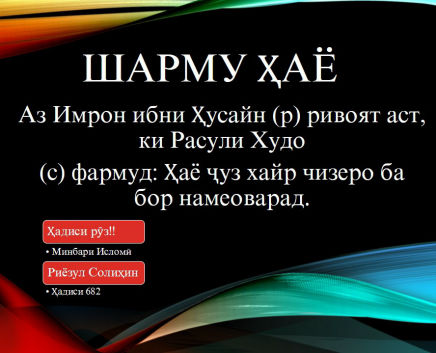 ШАРМУ ҲАЁ
Аз Имрон ибни Ҳусайн (р) ривоят аст,
ки Расули Худо
(с) фармуд: Ҳаё ҷуз хайр чизеро ба
бор намеоварад.
Ҳадиси рӯз!!
• Минбари Исломӣ
Риёзул Солиҳин
• Ҳадиси 682